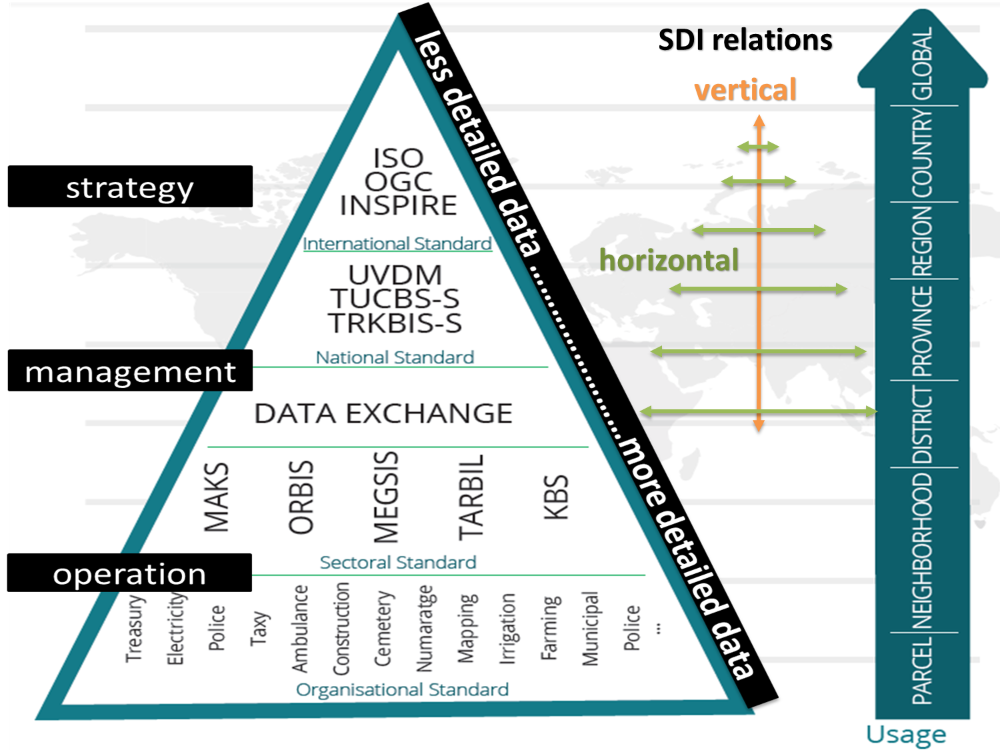 SDI relations
vertical
horizontal
less detailed data ..............................more detailed data
strategy
management
operation
ISO
OGC
INSPIRE
International Standard
UVDM
TUCBS-S
TRKBIS-S
National Standard
DATA EXCHANGE
MAKS
ORBIS
MEGSIS
TARBIL
KBS
Sectoral Standard
Treasury
Electricity
Police
Taxy
Ambulance
Construction
Cemetery
Numaratge
Mapping
Irrigation
Farming
Municipal
Police
...
Organisational Standard
GLOBAL
COUNTRY
REGION
PROVINCE
DISTRICT
NEIGHBORHOOD
PARCEL
Usage